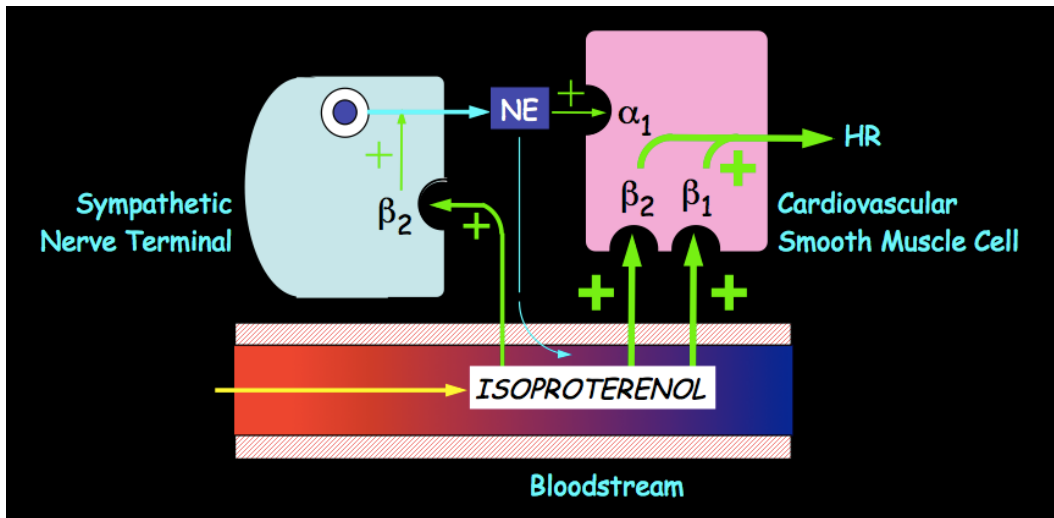 NE
+
α1
+
HR
+
β2
β2
β1
+
Sympathetic
Nerve Terminal
Cardiovascular
Smooth Muscle Cell
+
+
ISOPROTERENOL
Bloodstream